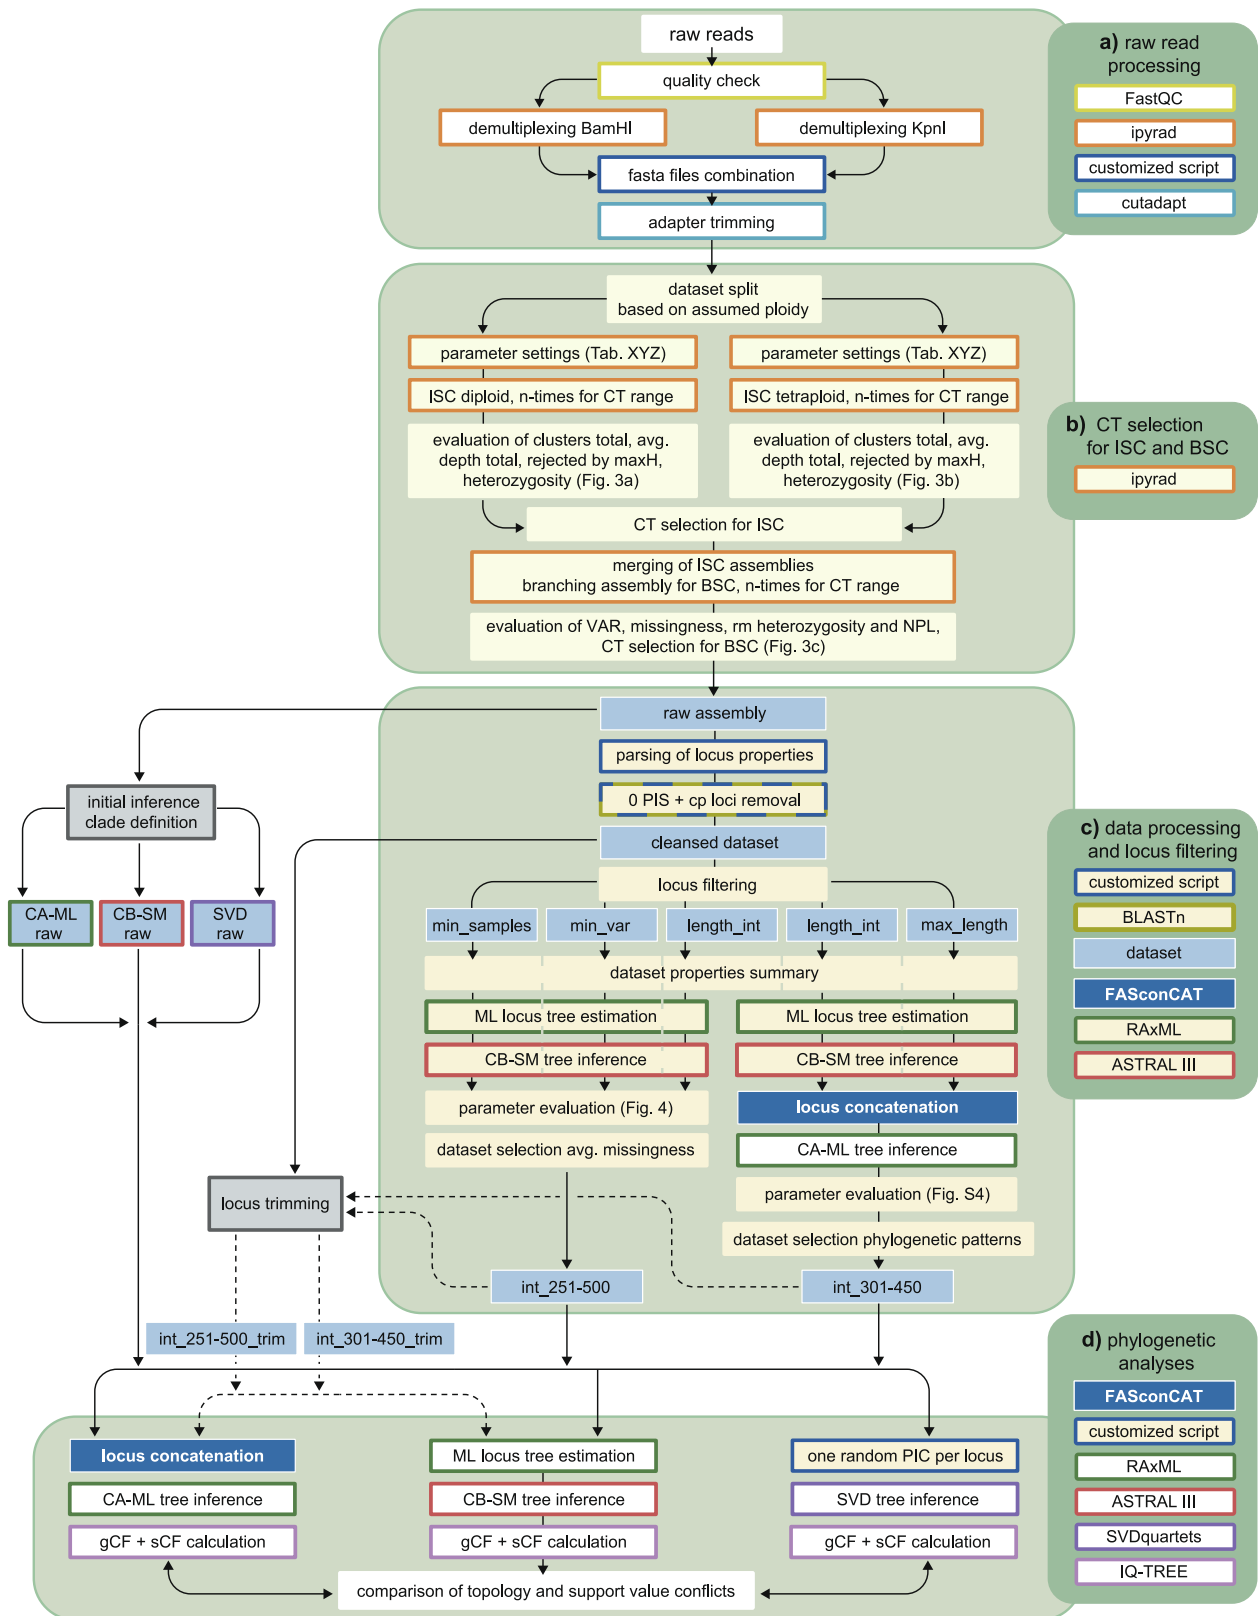 raw reads
quality check
demultiplexing BamHI
demultiplexing KpnI
fasta files combination
adapter trimming
a) raw read
processing
FastQC
ipyrad
customized script
cutadapt
dataset split
based on assumed ploidy
parameter settings (Tab. XYZ)
parameter settings (Tab. XYZ)
ISC diploid, n-times for CT range
ISC tetraploid, n-times for CT range
evaluation of clusters total, avg.
depth total, rejected by maxH,
heterozygosity (Fig. 3a)
evaluation of clusters total, avg.
depth total, rejected by maxH,
heterozygosity (Fig. 3b)
CT selection for ISC
merging of ISC assemblies
branching assembly for BSC, n-times for CT range
evaluation of VAR, missingness, rm heterozygosity and NPL,
CT selection for BSC (Fig. 3c)
b) CT selection
for ISC and BSC
ipyrad
raw assembly
parsing of locus properties
0 PIS + cp loci removal
cleansed dataset
locus filtering
min_samples
min_var
length_int
length_int
max_length
dataset properties summary
ML locus tree estimation
ML locus tree estimation
CB-SM tree inference
CB-SM tree inference
parameter evaluation (Fig. 4)
locus concatenation
dataset selection avg. missingness
CA-ML tree inference
parameter evaluation (Fig. S4)
dataset selection phylogenetic patterns
int_251-500
int_301-450
initial inference
clade definition
CA-ML
raw
CB-SM
raw
SVD
raw
locus trimming
int_251-500_trim
int_301-450_trim
c) data processing
and locus filtering
customized script
BLASTn
dataset
FASconCAT
RAxML
ASTRAL III
locus concatenation
ML locus tree estimation
one random PIC per locus
CA-ML tree inference
CB-SM tree inference
SVD tree inference
gCF + sCF calculation
gCF + sCF calculation
gCF + sCF calculation
comparison of topology and support value conflicts
d) phylogenetic
analyses
FASconCAT
customized script
RAxML
ASTRAL III
SVDquartets
IQ-TREE